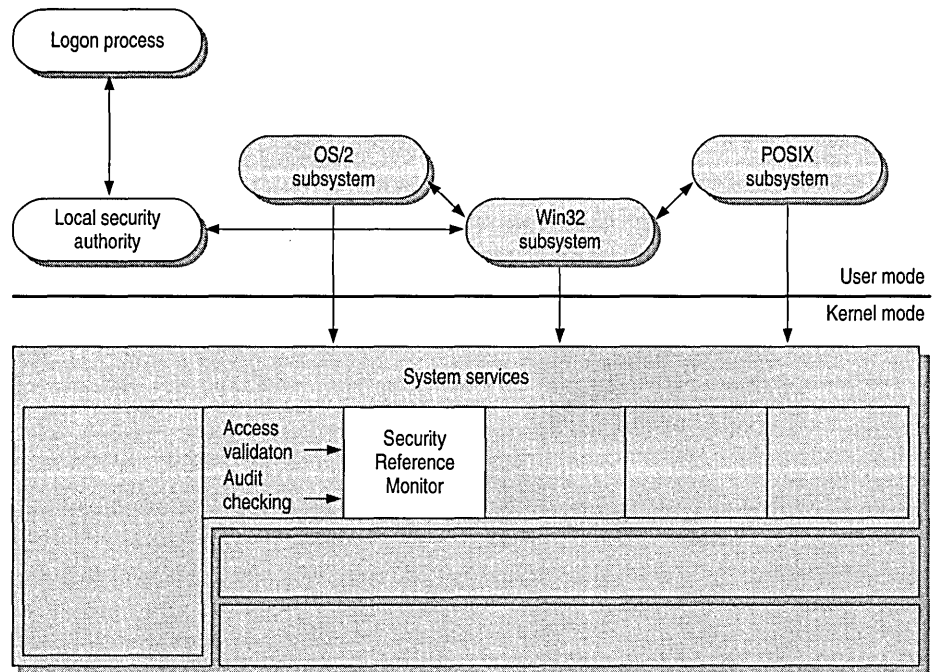 Logon process
OS/2
subsystem
POSIX
subsystem
Local security
authority
Win32
subsystem
User mode
Kernel mode
System services
Access
validaton
Audit
checking
Security
Reference
Monitor